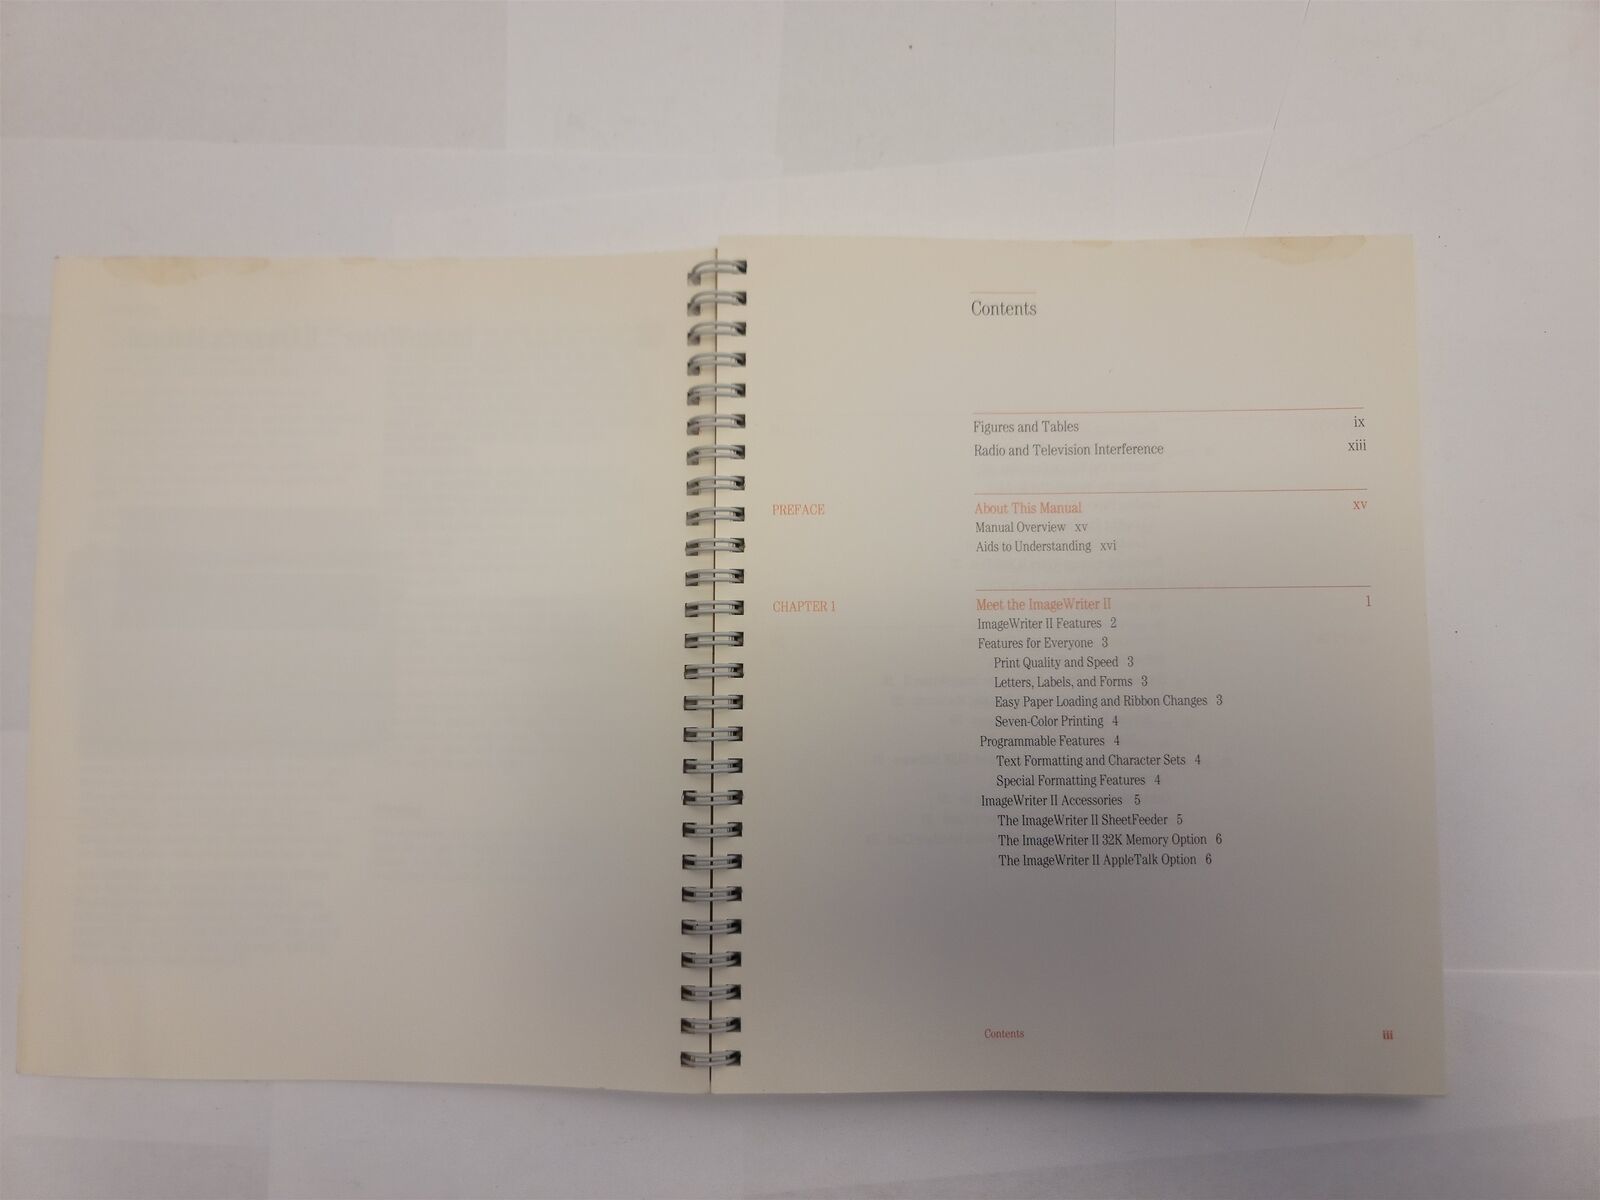 Contents
Figures and Tables ix
Radio and Television Interference xiii
PREFACE About This Manual xv
Manual Overview xv
Aids to Understanding xvi
CHAPTER 1 Meet the ImageWriter II 1
ImageWriter II Features 2
Features for Everyone 3
Print Quality and Speed 3
Letters, Labels, and Forms 3
Easy Paper Loading and Ribbon Changes 3
Seven-Color Printing 4
Programmable Features 4
Text Formatting and Character Sets 4
Special Formatting Features 4
ImageWriter II Accessories 5
The ImageWriter II SheetFeeder 5
The ImageWriter II 32K Memory Option 6
The ImageWriter II AppleTalk Option 6
Contents iii